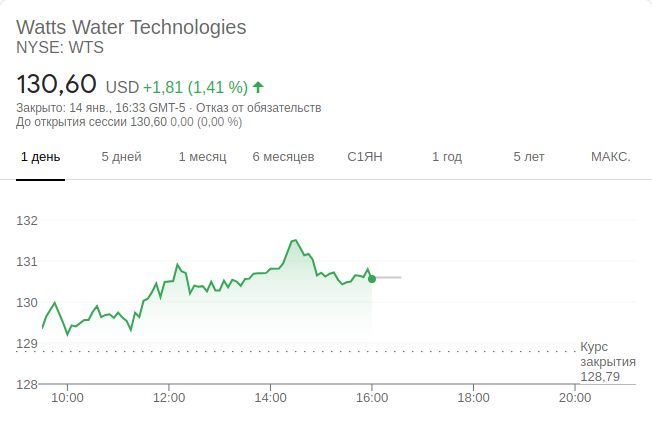 Watts Water Technologies
NYSE: WTS
130,60 USD +1,81 (1,41 %)
Закрыто: 14 янв., 16:33 GMT-5 · Отказ от обязательств
До открытия сессии 130,60 0,00 (0,00 %)
1 день 5 дней 1 месяц 6 месяцев С1ЯН 1 год 5 лет МАКС.
132
131
130
129
128
Курс
закрытия
128,79
10:00 12:00 14:00 16:00 18:00 20:00